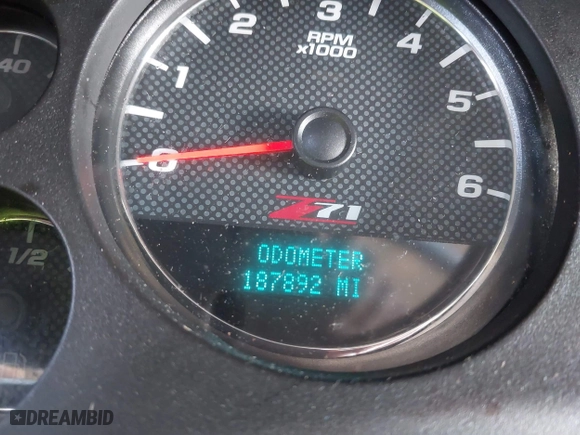 40
0
1
2
3
4
5
6
RPM
x1000
Z71
ODOMETER
187892 MI
1/2
DREAMBID